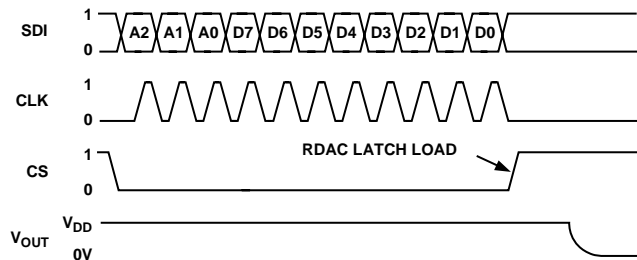 SDI 1 0 A2 A1 A0 D7 D6 D5 D4 D3 D2 D1 D0
CLK 1 0
RDAC LATCH LOAD
CS 1 0
VOUT VDD 0V